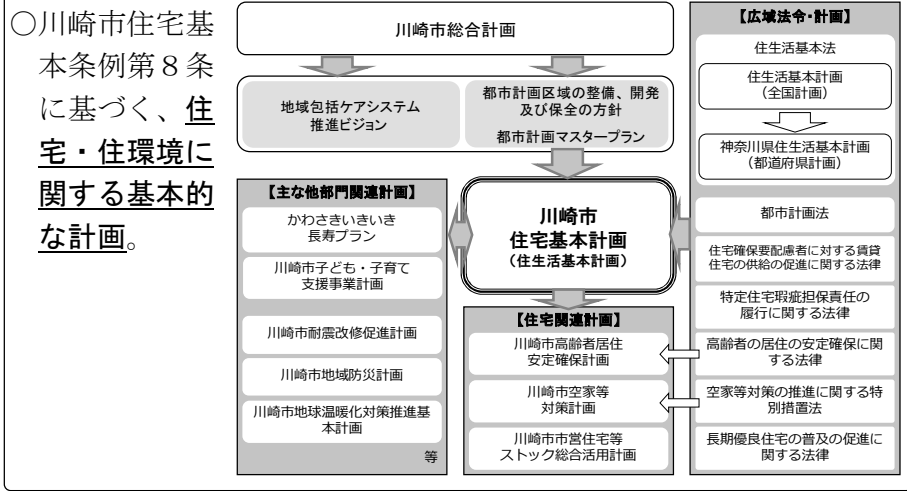 ○川崎市住宅基
本条例第８条
に基づく、住
宅・住環境に
関する基本的
な計画。
川崎市総合計画
地域包括ケアシステム
推進ビジョン
都市計画区域の整備、開発
及び保全の方針
都市計画マスタープラン
【主な他部門関連計画】
かわさきいきいき
長寿プラン
川崎市子ども・子育て
支援事業計画
川崎市耐震改修促進計画
川崎市地域防災計画
川崎市地球温暖化対策推進基
本計画
等
川崎市
住宅基本計画
（住生活基本計画）
【住宅関連計画】
川崎市高齢者居住
安定確保計画
川崎市空家等
対策計画
川崎市市営住宅等
ストック総合活用計画
【広域法令・計画】
住生活基本法
住生活基本計画
（全国計画）
神奈川県住生活基本計画
（都道府県計画）
都市計画法
住宅確保要配慮者に対する賃貸
住宅の供給の促進に関する法律
特定住宅瑕疵担保責任の
履行に関する法律
高齢者の居住の安定確保に関
する法律
空家等対策の推進に関する特
別措置法
長期優良住宅の普及の促進に
関する法律